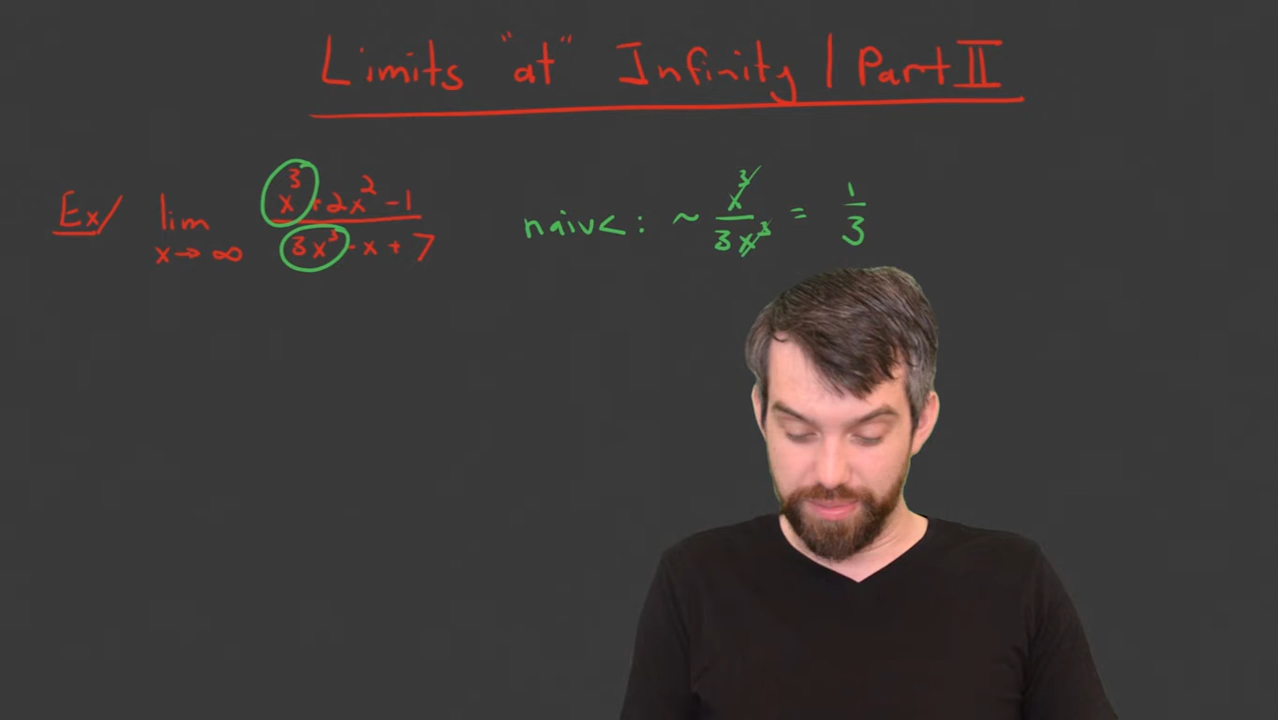 Limits "at" Infinity | Part II
Ex/ lim x→∞ (x³ + 2x² - 1)/(3x³ - x + 7) naive: ~ x³/3x³ = 1/3